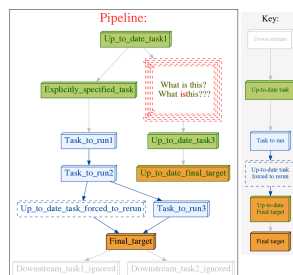 Pipeline:
Up_to_date_task1
Explicitly_specified_task
What is this?
What isthis???
Task_to_run1
Up_to_date_task3
Task_to_run2
Up_to_date_final_target
Up_to_date_task_forced_to_rerun
Task_to_run3
Final_target
Downstream_task1_ignored
Downstream_task2_ignored
Key:
Down stream
Up-to-date task
Task to run
Up-to-date task
forced to rerun
Up-to-date
Final target
Final target